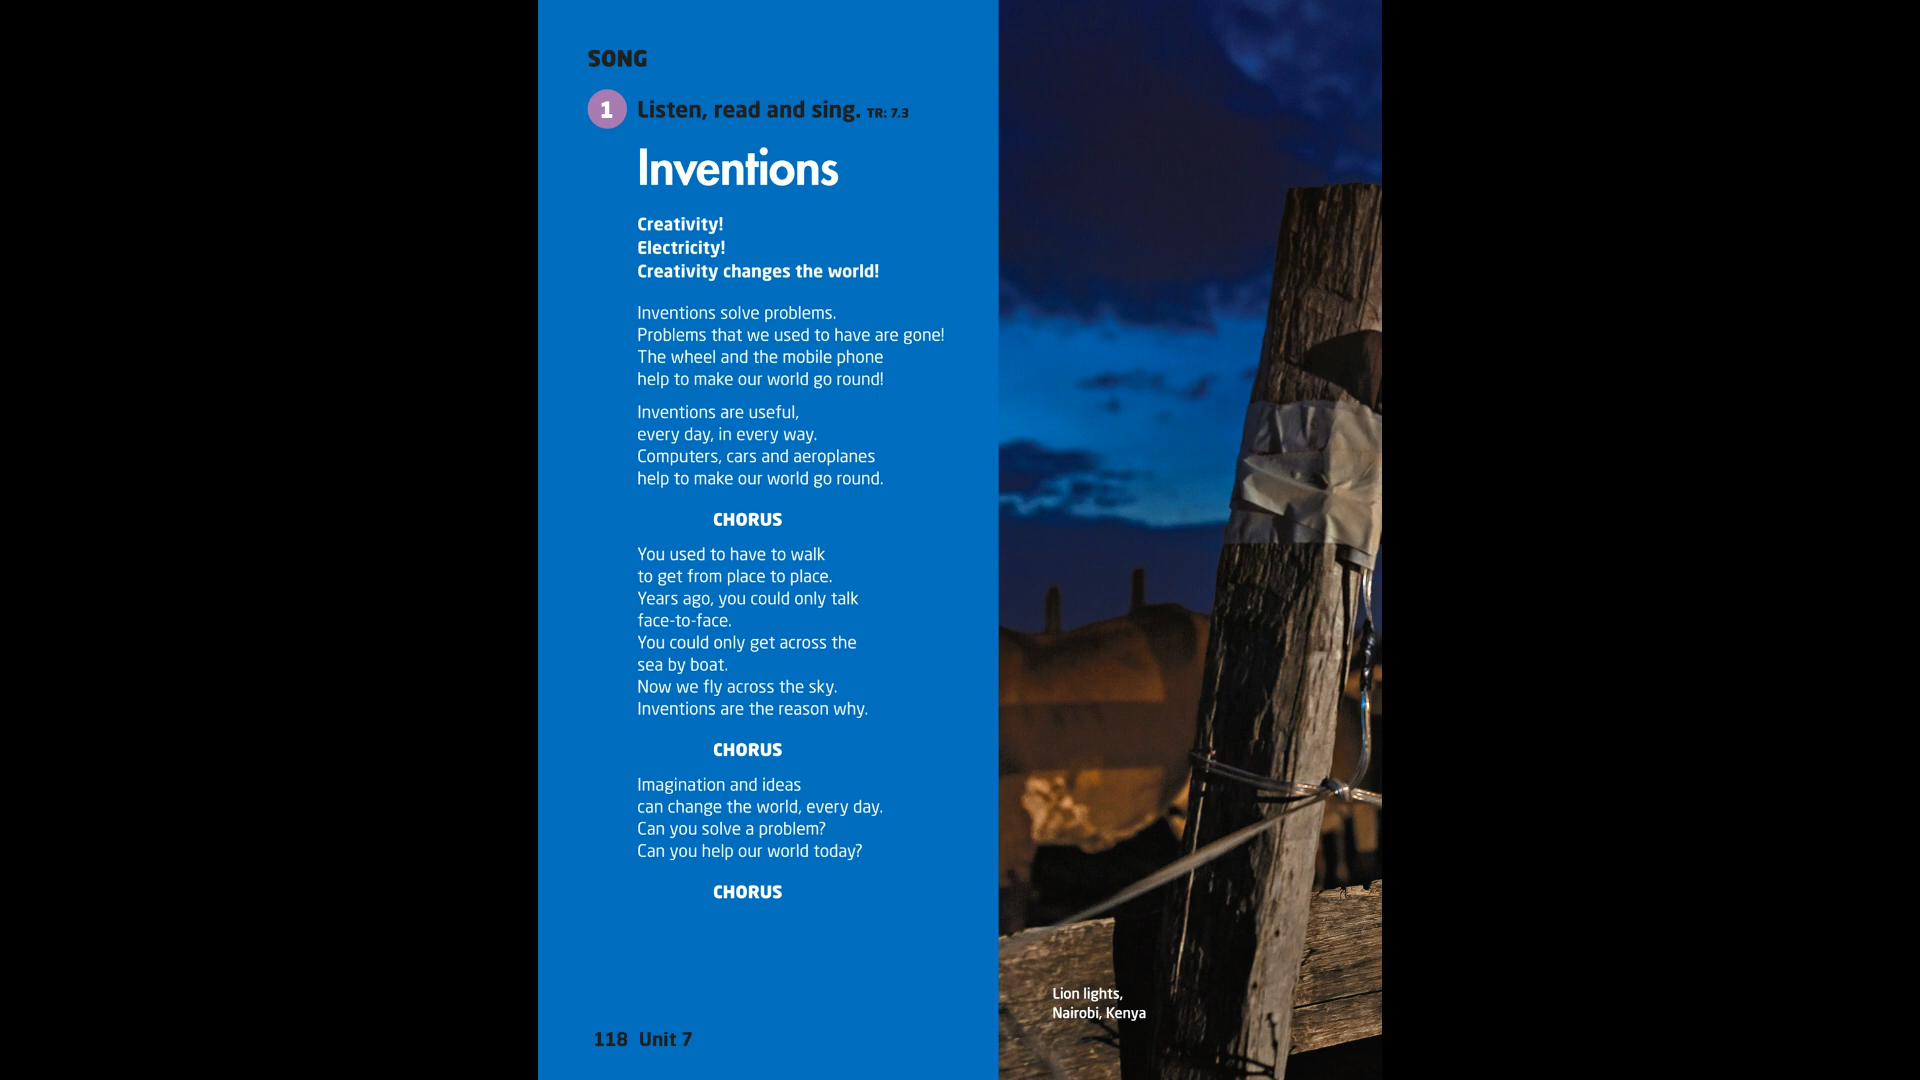 SONG
1 Listen, read and sing. TR: 7.3
Inventions
Creativity!
Electricity!
Creativity changes the world!
Inventions solve problems.
Problems that we used to have are gone!
The wheel and the mobile phone
help to make our world go round!
Inventions are useful,
every day, in every way.
Computers, cars and aeroplanes
help to make our world go round.
CHORUS
You used to have to walk
to get from place to place.
Years ago, you could only talk
face-to-face.
You could only get across the
sea by boat.
Now we fly across the sky.
Inventions are the reason why.
CHORUS
Imagination and ideas
can change the world, every day.
Can you solve a problem?
Can you help our world today?
CHORUS
Lion lights,
Nairobi, Kenya
118 Unit 7